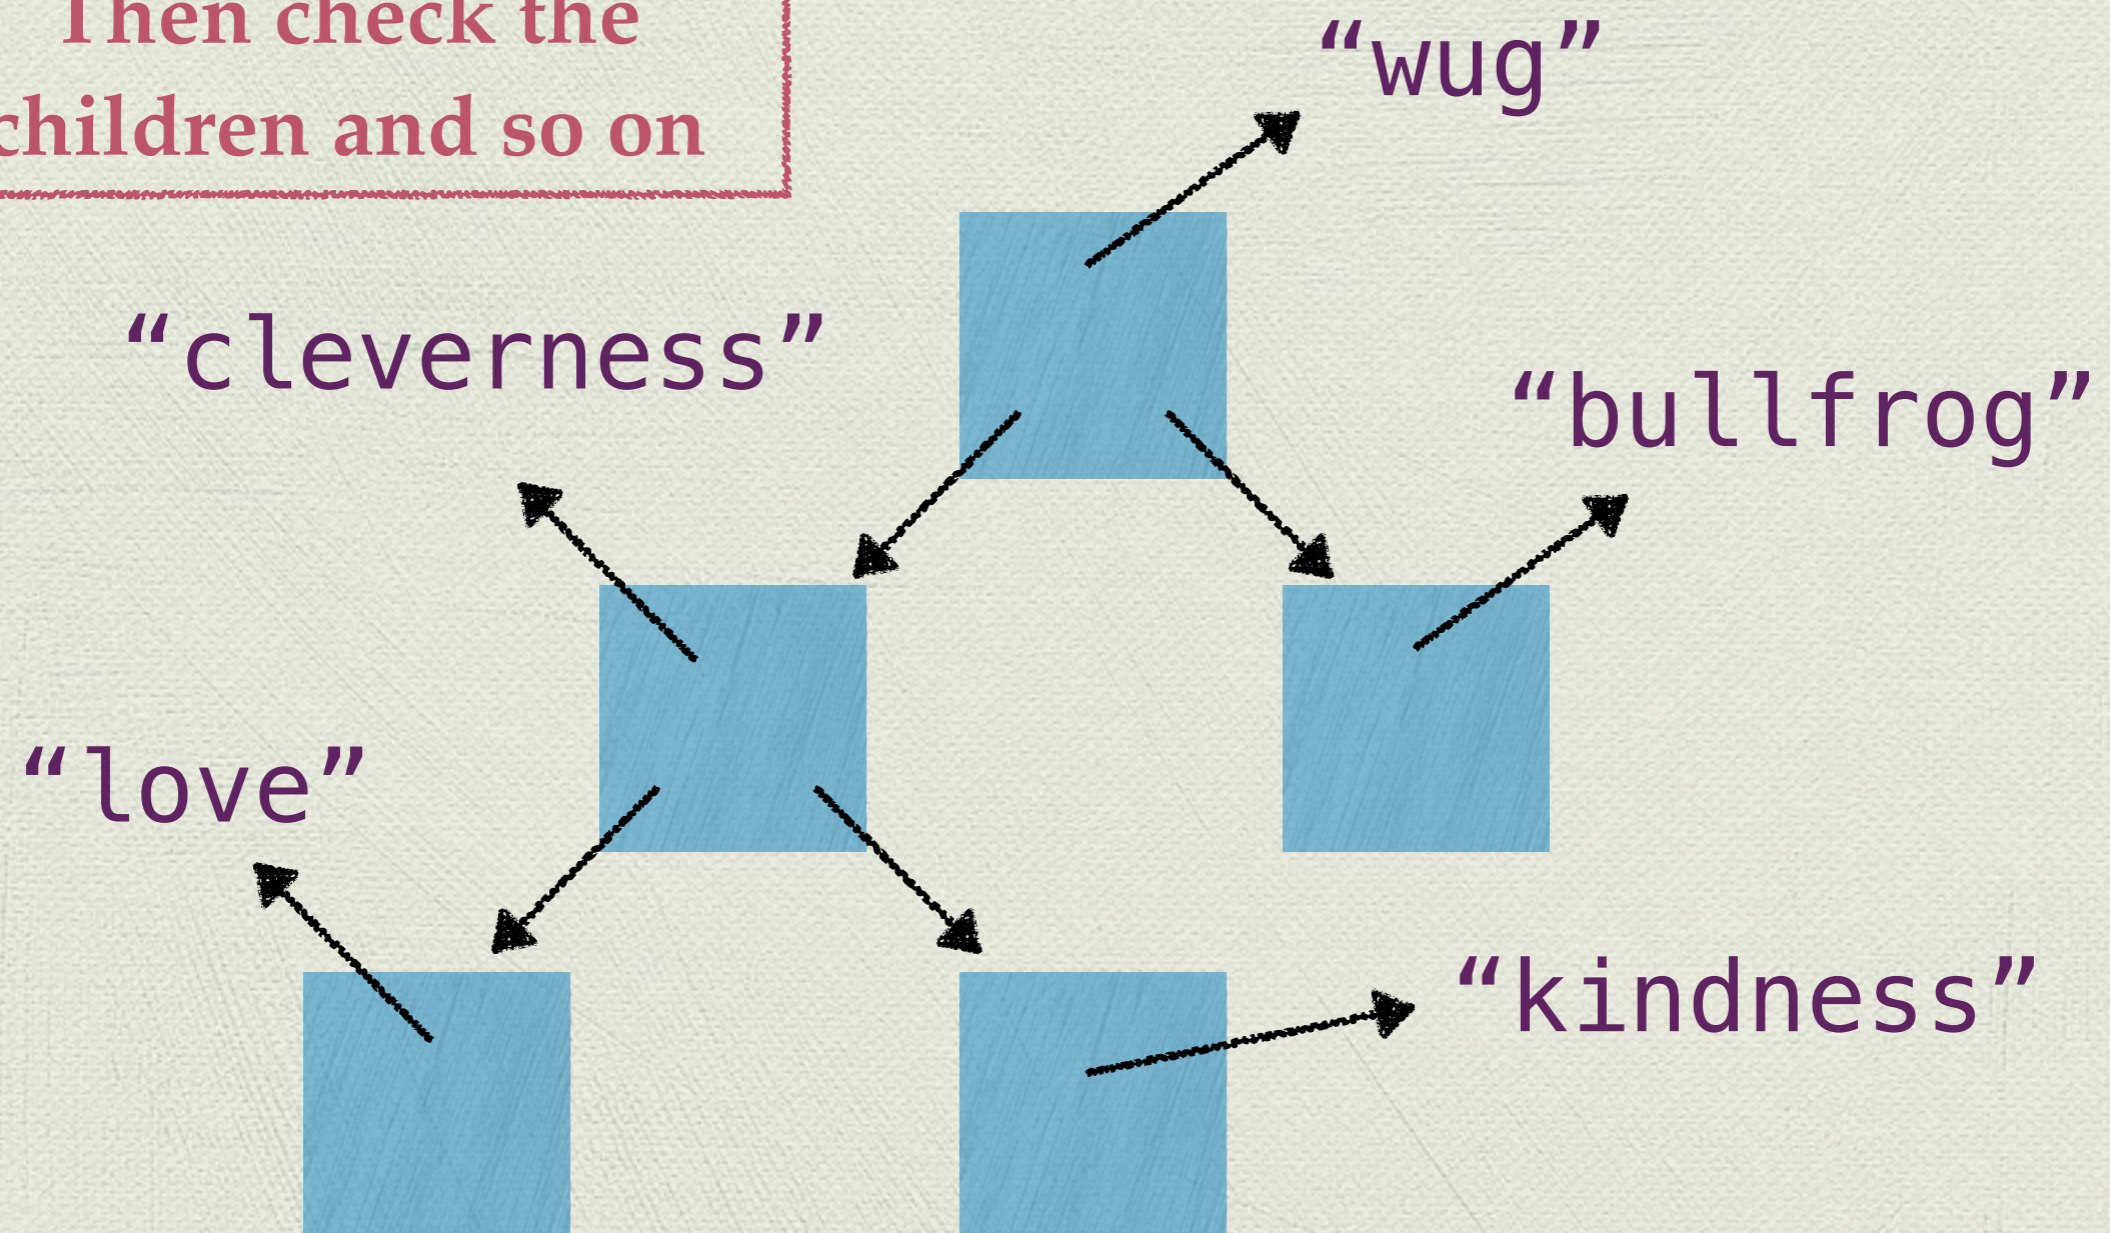 Then check the
children and so on
“wug”
“cleverness”
“bullfrog”
“love”
“kindness”